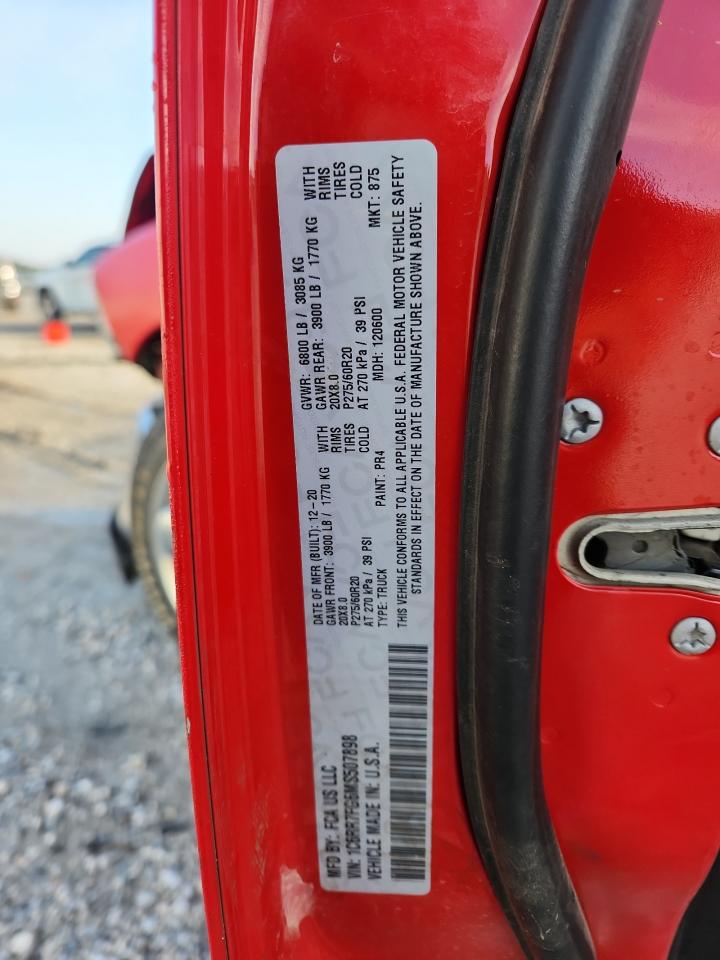 MFD BY: FCA US LLC
DATE OF MFR (BUILT): 12-20
GVWR: 6800 LB / 3085 KG
GAWR FRONT: 3900 LB / 1770 KG WITH
20X8.0 RIMS
P275/60R20 TIRES
AT 270 kPa / 39 PSI COLD
GAWR REAR: 3900 LB / 1770 KG WITH
20X8.0 RIMS
P275/60R20 TIRES
AT 270 kPa / 39 PSI COLD
VIN: 1C6RR7FG6MS507898
TYPE: TRUCK PAINT: PR4 MDH: 120600 MKT: 875
VEHICLE MADE IN: U.S.A.
THIS VEHICLE CONFORMS TO ALL APPLICABLE U.S.A. FEDERAL MOTOR VEHICLE SAFETY
STANDARDS IN EFFECT ON THE DATE OF MANUFACTURE SHOWN ABOVE.